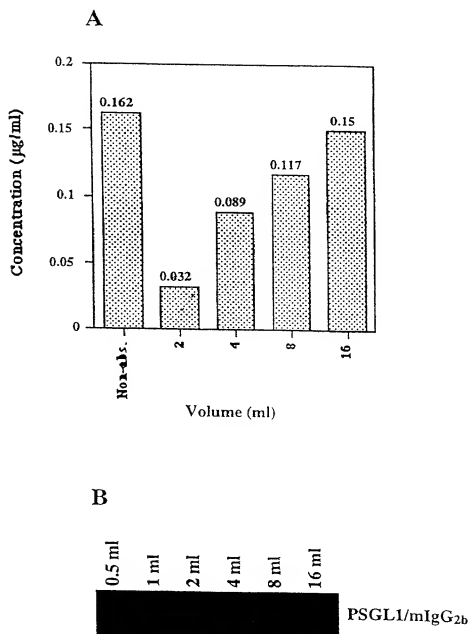 A
0.2
0.15
0.1
0.05
0
Concentration (µg/ml)
0.162
0.032
0.089
0.117
0.15
Non-abs.
2
4
8
16
Volume (ml)
B
0.5 ml
1 ml
2 ml
4 ml
8 ml
16 ml
PSGL1/mIgG2b